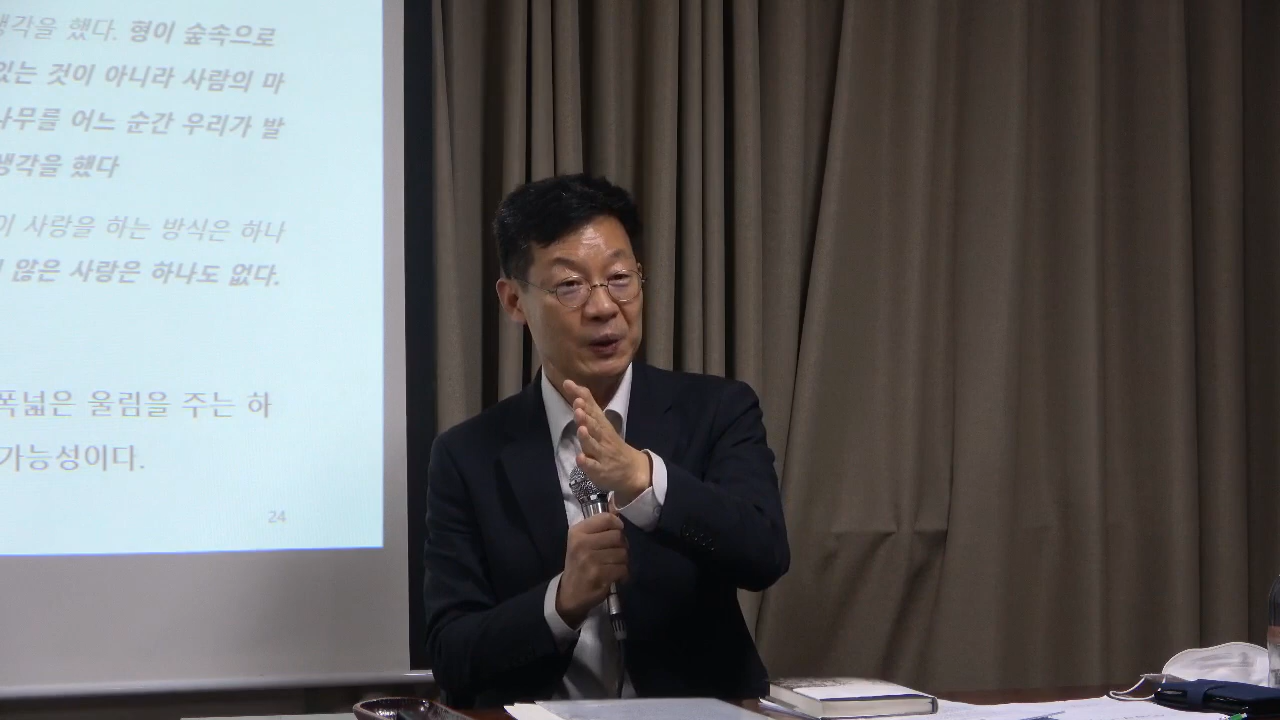 생각을 했다. 형이 숲속으로
있는 것이 아니라 사람의 마
나무를 어느 순간 우리가 발
생각을 했다
이 사랑을 하는 방식은 하나
않은 사랑은 하나도 없다.
폭넓은 울림을 주는 하
가능성이다.
24